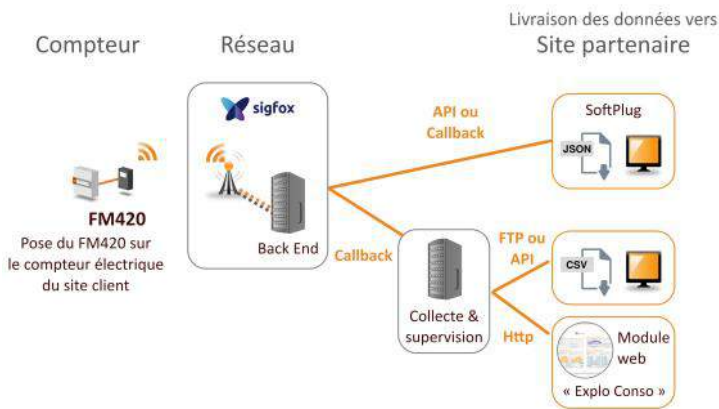 Compteur
Réseau
Livraison des données vers
Site partenaire
sigfox
Back End
FM420
Pose du FM420 sur
le compteur électrique
du site client
API ou
Callback
SoftPlug
JSON
Callback
Collecte &
supervision
FTP ou
API
CSV
Http
Module
web
« Explo Conso »